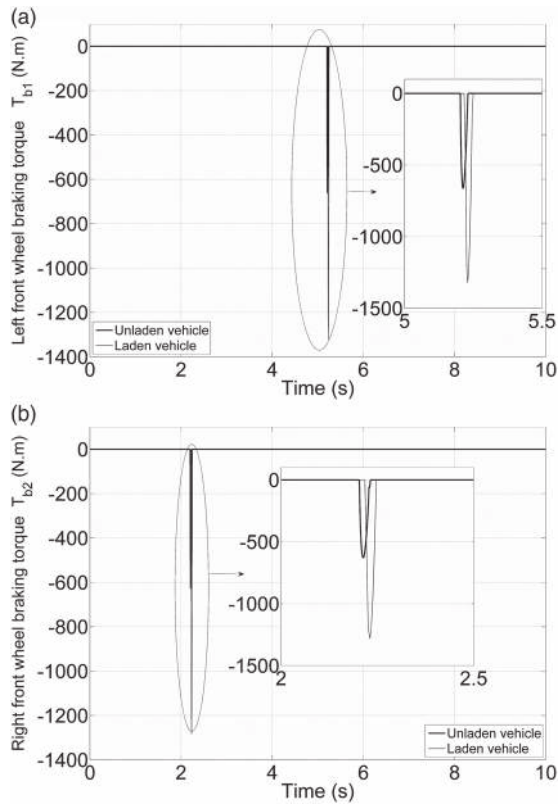 (a)
Left front wheel braking torque T_b1 (N.m)
0
-200
-400
-600
-800
-1000
-1200
-1400
0 2 4 6 8 10
Time (s)
Unladen vehicle
Laden vehicle
0
-500
-1000
-1500
5 5.5
(b)
Right front wheel braking torque T_b2 (N.m)
0
-200
-400
-600
-800
-1000
-1200
-1400
0 2 4 6 8 10
Time (s)
0
-500
-1000
-1500
2 2.5
Unladen vehicle
Laden vehicle